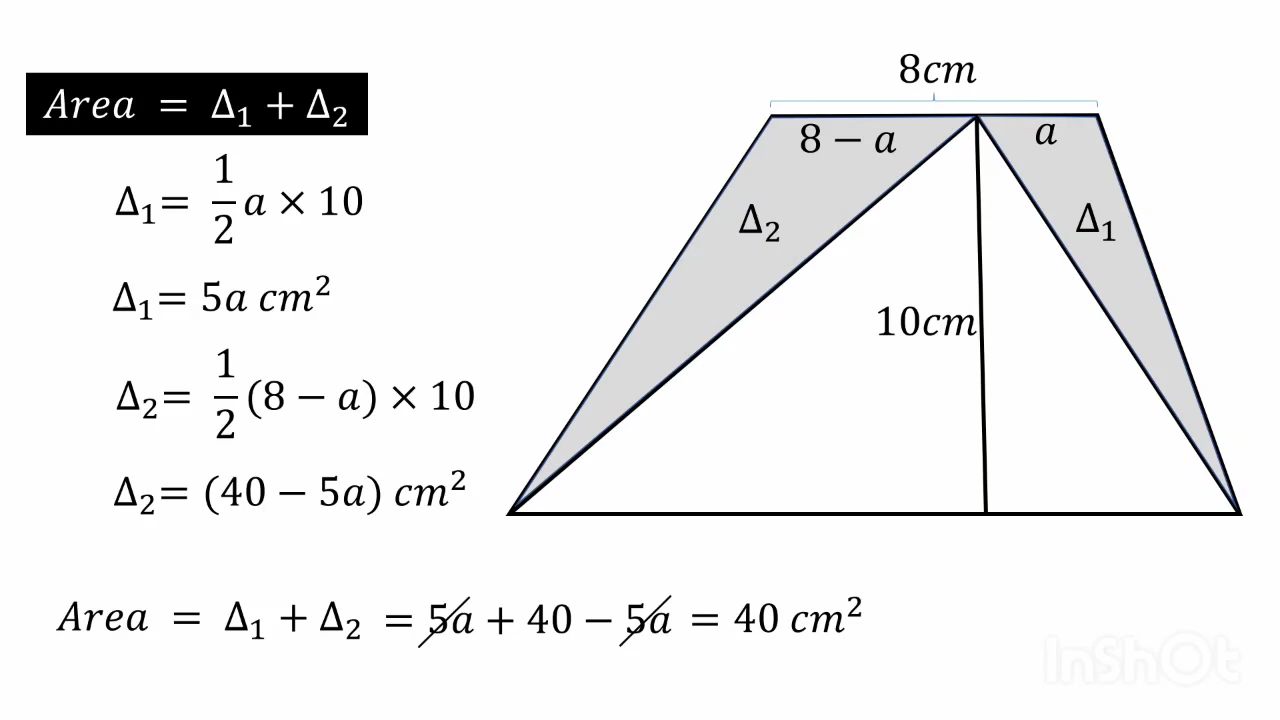 Area = Δ₁ + Δ₂
Δ₁= 1/2 a × 10
Δ₁= 5a cm²
Δ₂= 1/2 (8 − a) × 10
Δ₂= (40 − 5a) cm²
Area = Δ₁ + Δ₂ = 5a + 40 − 5a = 40 cm²
8cm
8 − a
a
Δ₂
Δ₁
10cm
InShOt